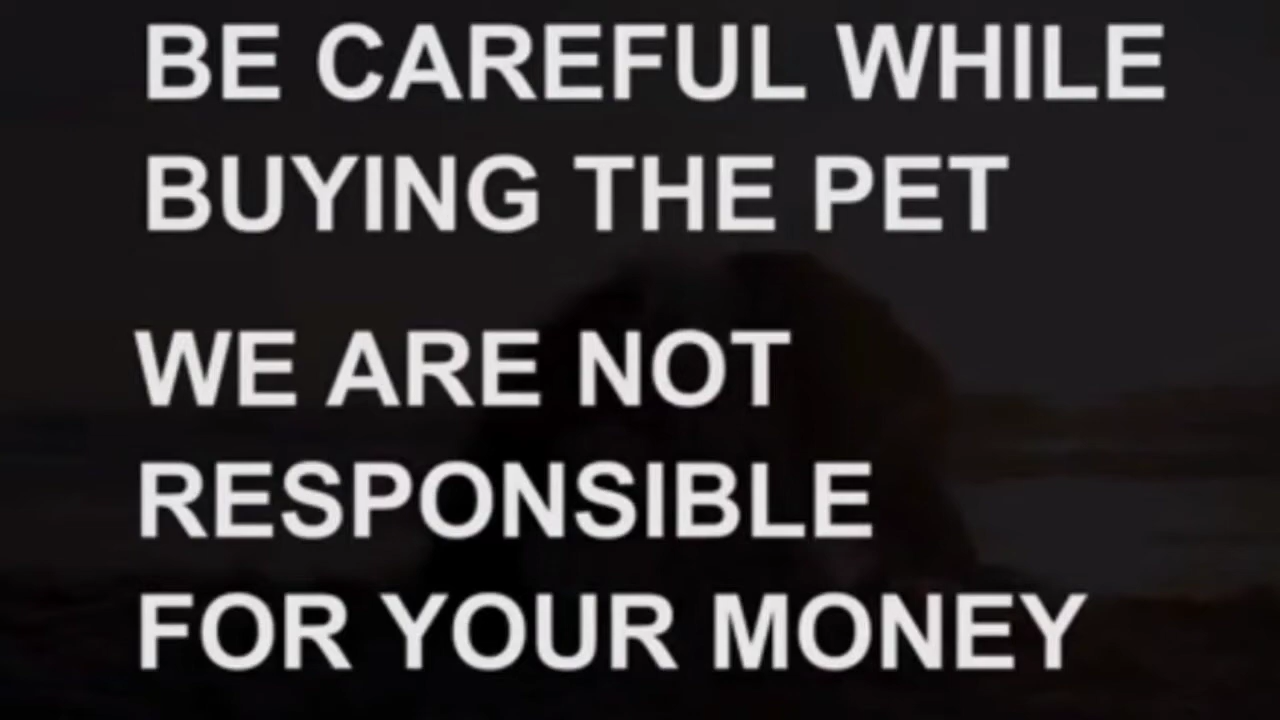 BE CAREFUL WHILE
BUYING THE PET
WE ARE NOT
RESPONSIBLE
FOR YOUR MONEY